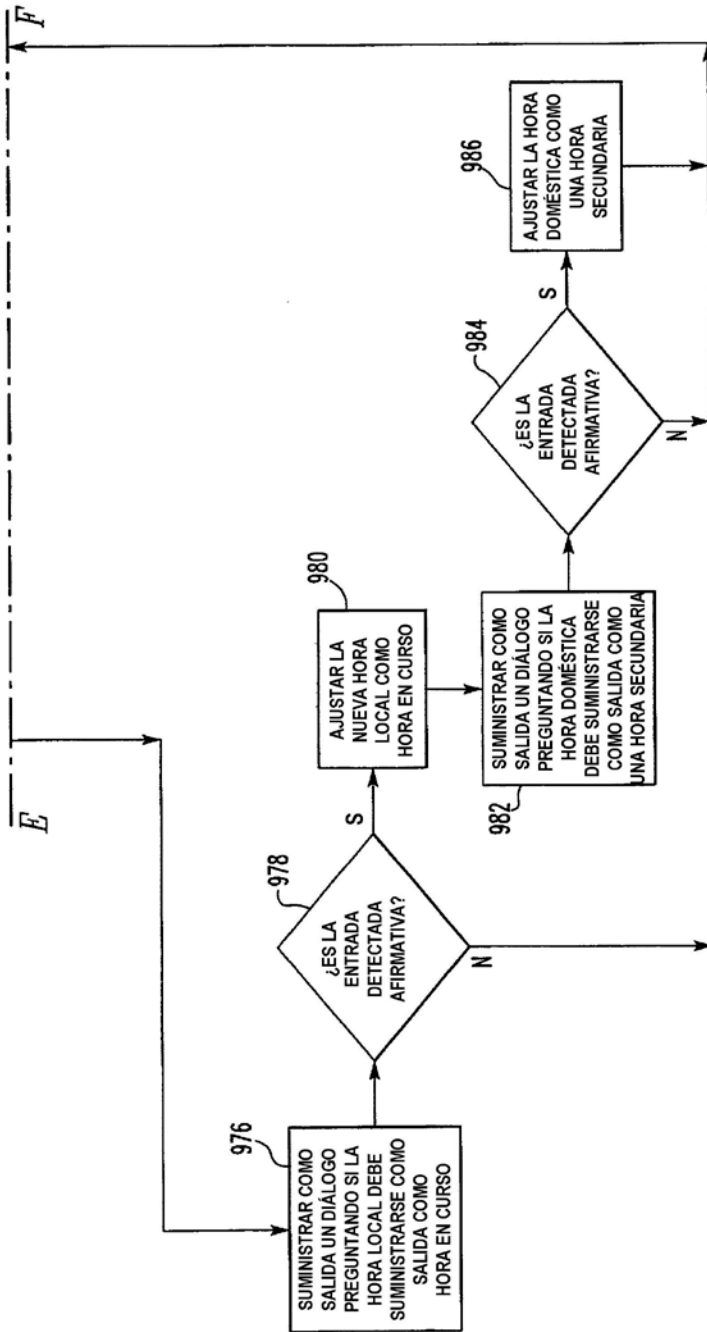 E
F
976
SUMINISTRAR COMO
SALIDA UN DIÁLOGO
PREGUNTANDO SI LA
HORA LOCAL DEBE
SUMINISTRARSE COMO
SALIDA COMO
HORA EN CURSO
978
¿ES LA
ENTRADA
DETECTADA
AFIRMATIVA?
S
N
980
AJUSTAR LA
NUEVA HORA
LOCAL COMO
HORA EN CURSO
982
SUMINISTRAR COMO
SALIDA UN DIÁLOGO
PREGUNTANDO SI LA
HORA DOMÉSTICA
DEBE SUMINISTRARSE
COMO SALIDA COMO
UNA HORA SECUNDARIA
984
¿ES LA
ENTRADA
DETECTADA
AFIRMATIVA?
S
N
986
AJUSTAR LA HORA
DOMÉSTICA COMO
UNA HORA
SECUNDARIA